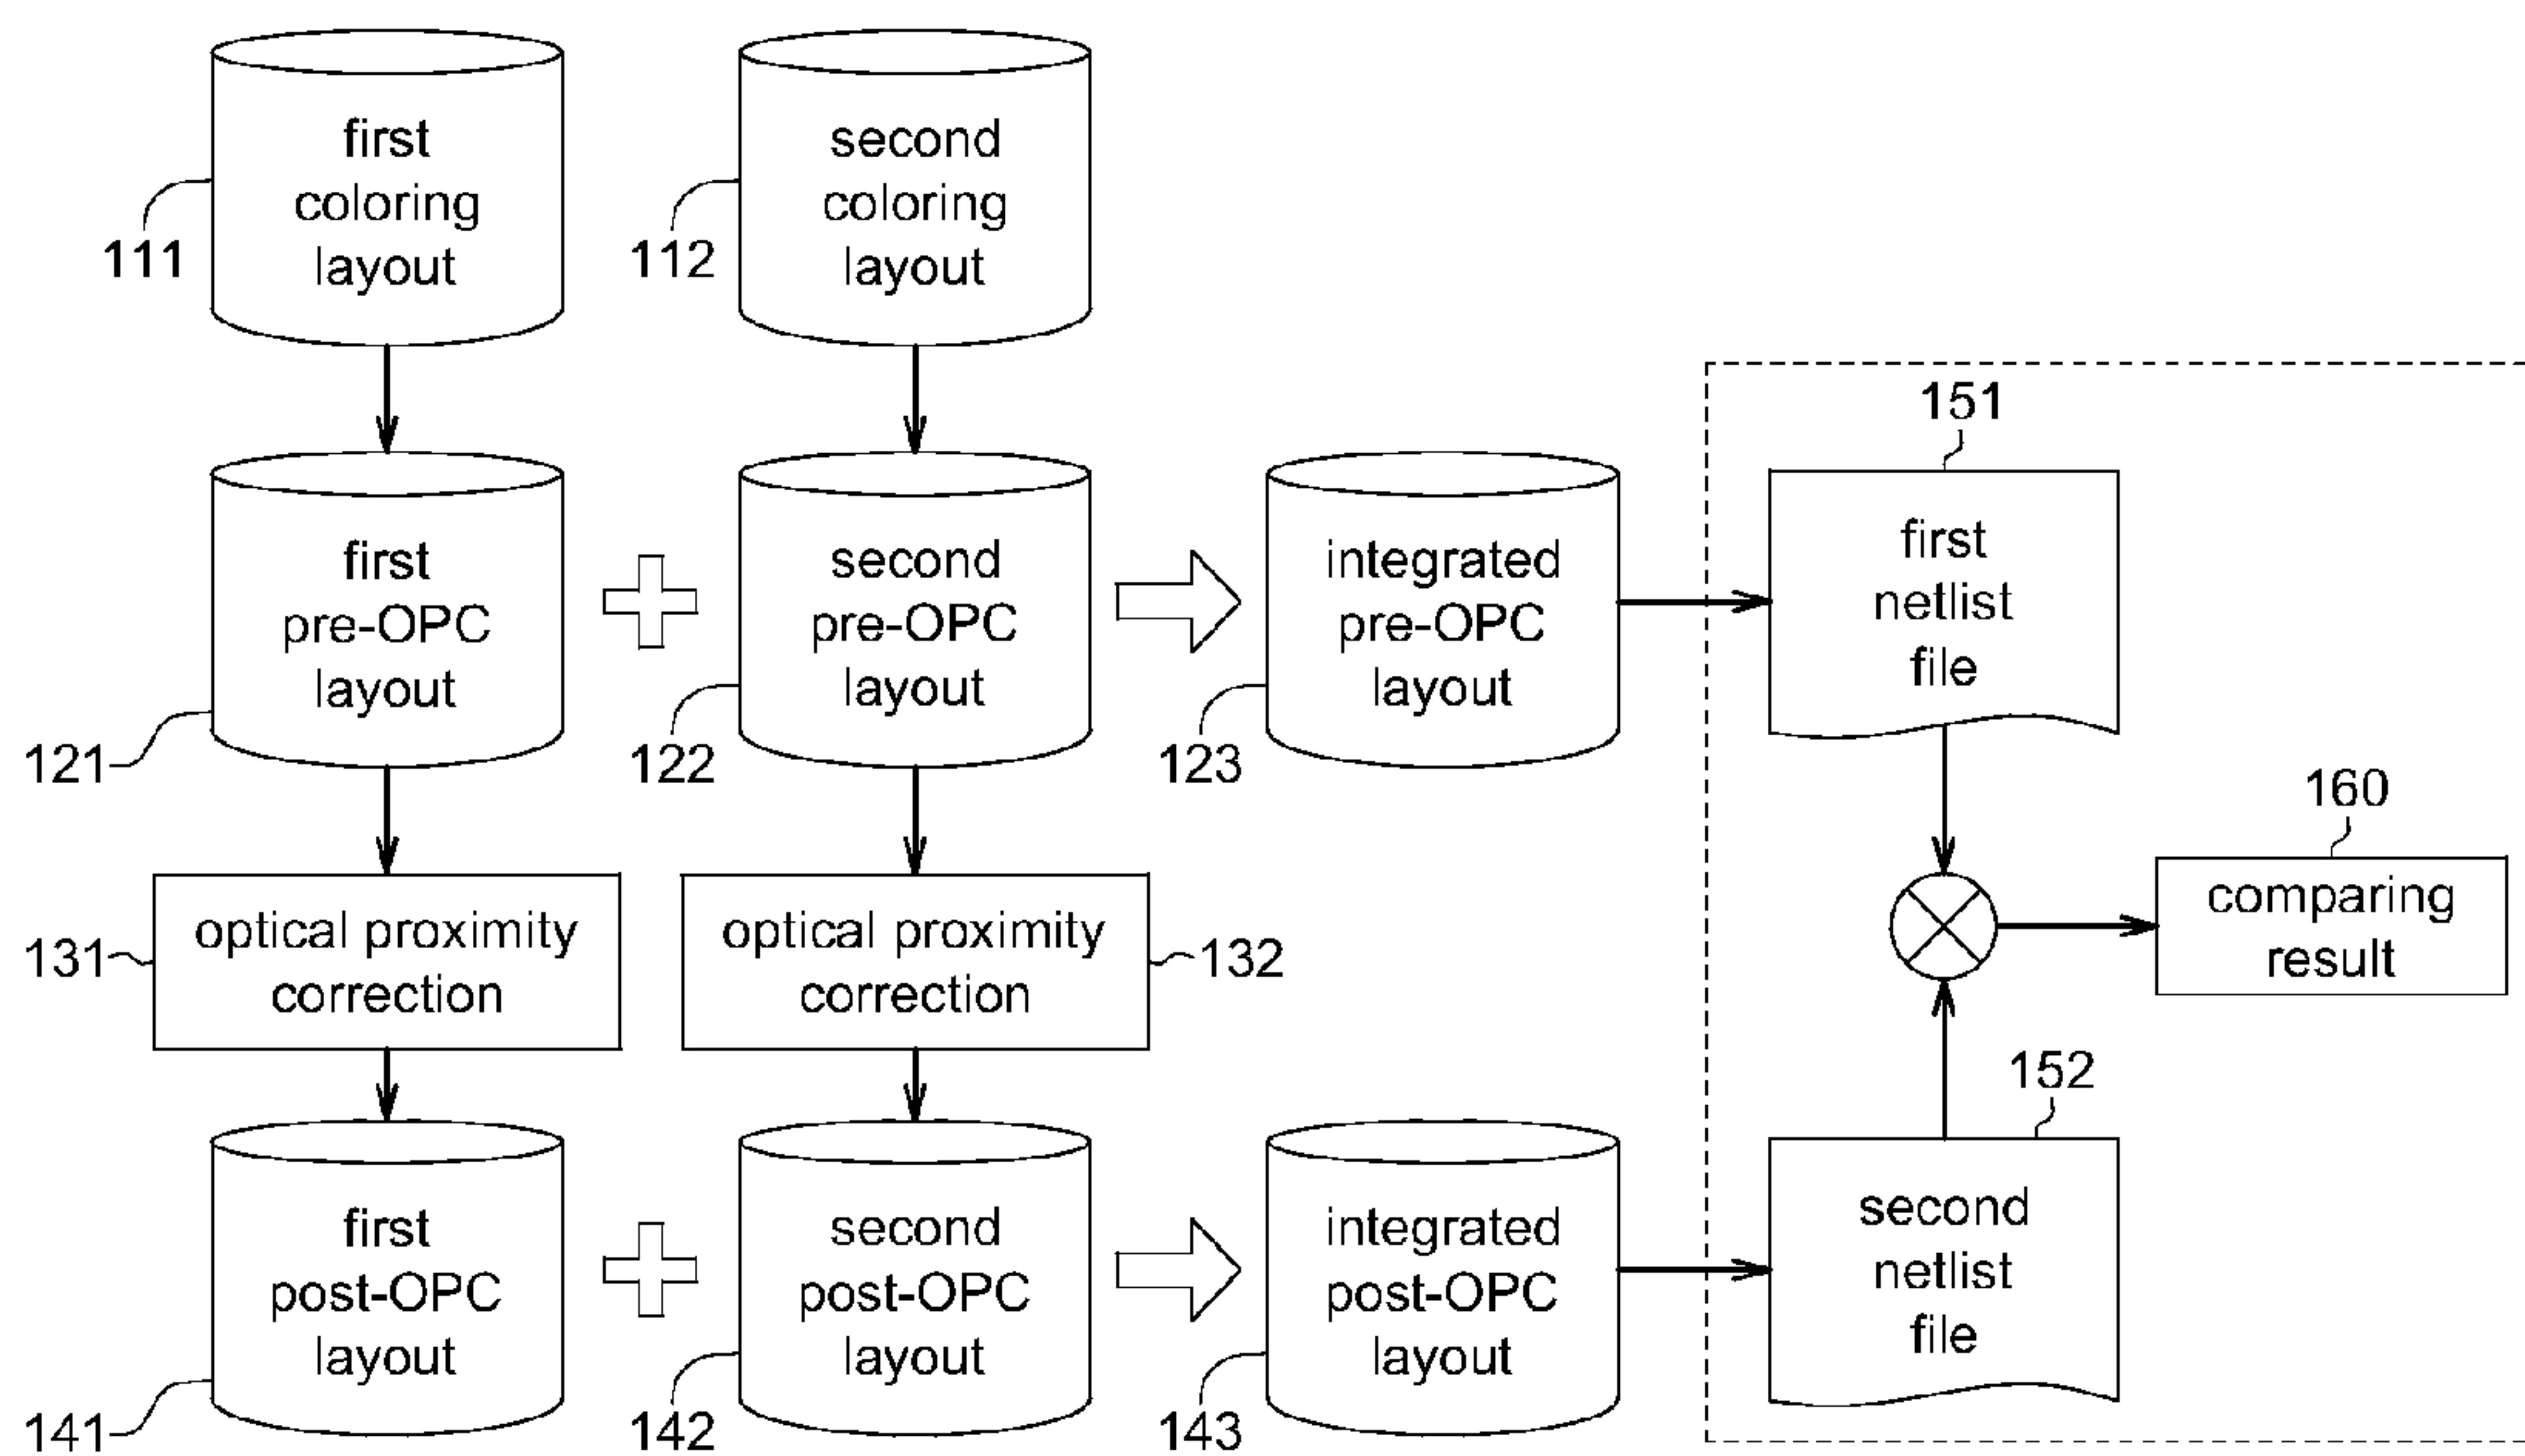 first
coloring
layout
111
second
coloring
layout
112
first
pre-OPC
layout
121
second
pre-OPC
layout
122
integrated
pre-OPC
layout
123
151
first
netlist
file
160
comparing
result
optical proximity
correction
131
optical proximity
correction
132
first
post-OPC
layout
141
second
post-OPC
layout
142
integrated
post-OPC
layout
143
152
second
netlist
file